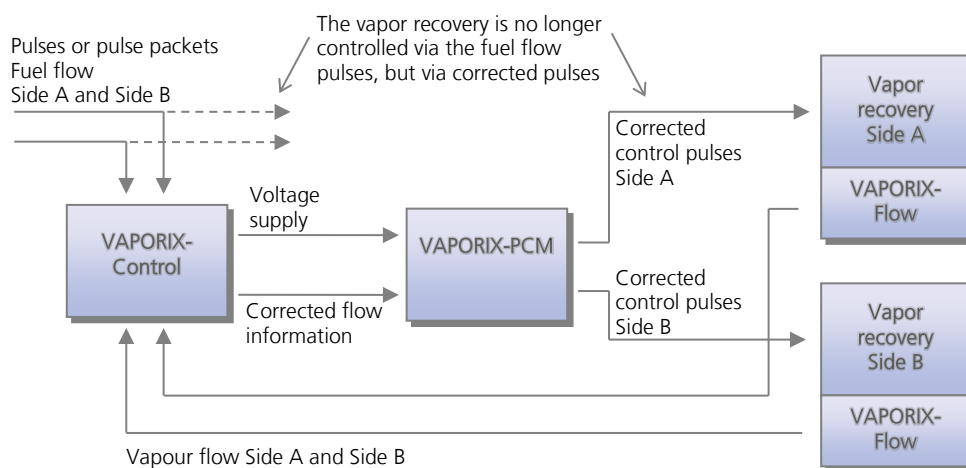 The vapor recovery is no longer
controlled via the fuel flow
pulses, but via corrected pulses
Pulses or pulse packets
Fuel flow
Side A and Side B
Vapor
recovery
Side A
VAPORIX-
Flow
Corrected
control pulses
Side A
Voltage
supply
VAPORIX-
Control
VAPORIX-PCM
Corrected flow
information
Corrected
control pulses
Side B
Vapor
recovery
Side B
VAPORIX-
Flow
Vapour flow Side A and Side B